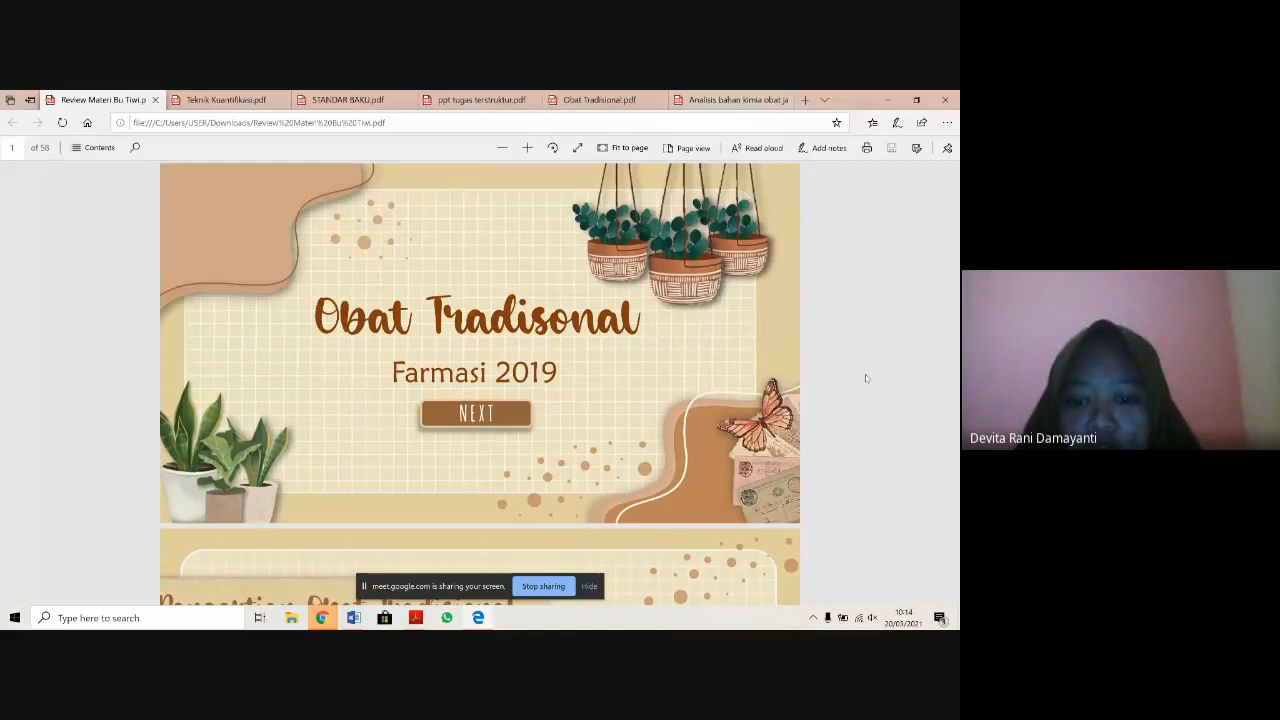 Review Materi Bu Tiwi.p
Teknik Kuantifikasi.pdf
STANDAR BAKU.pdf
ppt tugas terstruktur.pdf
Obat Tradisional.pdf
Analisis bahan kimia obat ja
file:///C:/Users/USER/Downloads/Review%20Materi%20Bu%20Tiwi.pdf
1 of 58
Contents
Fit to page
Page view
Read aloud
Add notes
Obat Tradisonal
Farmasi 2019
NEXT
meet.google.com is sharing your screen.
Stop sharing
Hide
Type here to search
10:14
20/03/2021
Devita Rani Damayanti